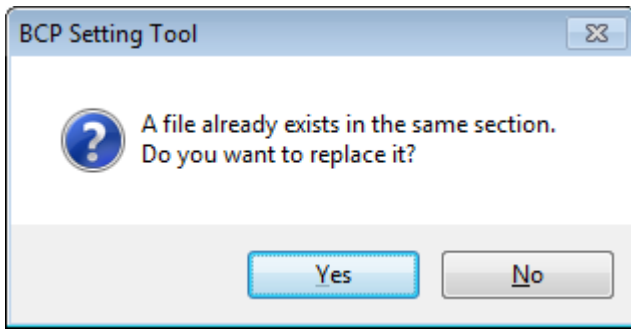 BCP Setting Tool
A file already exists in the same section.
Do you want to replace it?
Yes
No